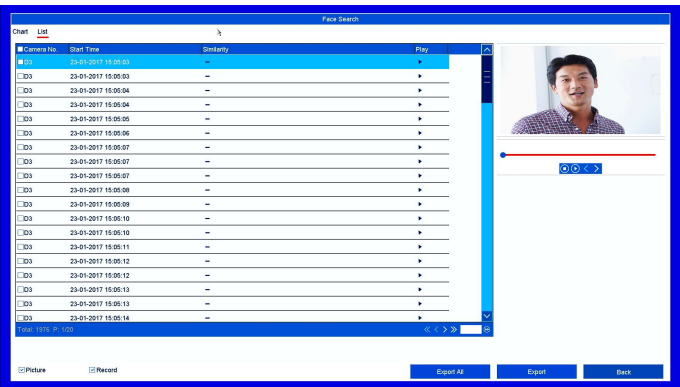 Face Search
Chart List
Camera No. Start Time Similarity Play
D3 23-01-2017 15:05:03 –
D3 23-01-2017 15:05:03 –
D3 23-01-2017 15:05:04 –
D3 23-01-2017 15:05:04 –
D3 23-01-2017 15:05:05 –
D3 23-01-2017 15:05:06 –
D3 23-01-2017 15:05:07 –
D3 23-01-2017 15:05:07 –
D3 23-01-2017 15:05:07 –
D3 23-01-2017 15:05:08 –
D3 23-01-2017 15:05:09 –
D3 23-01-2017 15:05:10 –
D3 23-01-2017 15:05:10 –
D3 23-01-2017 15:05:11 –
D3 23-01-2017 15:05:12 –
D3 23-01-2017 15:05:12 –
D3 23-01-2017 15:05:13 –
D3 23-01-2017 15:05:13 –
D3 23-01-2017 15:05:14 –
Total: 1975 P: 1/20
Picture Record Export All Export Back